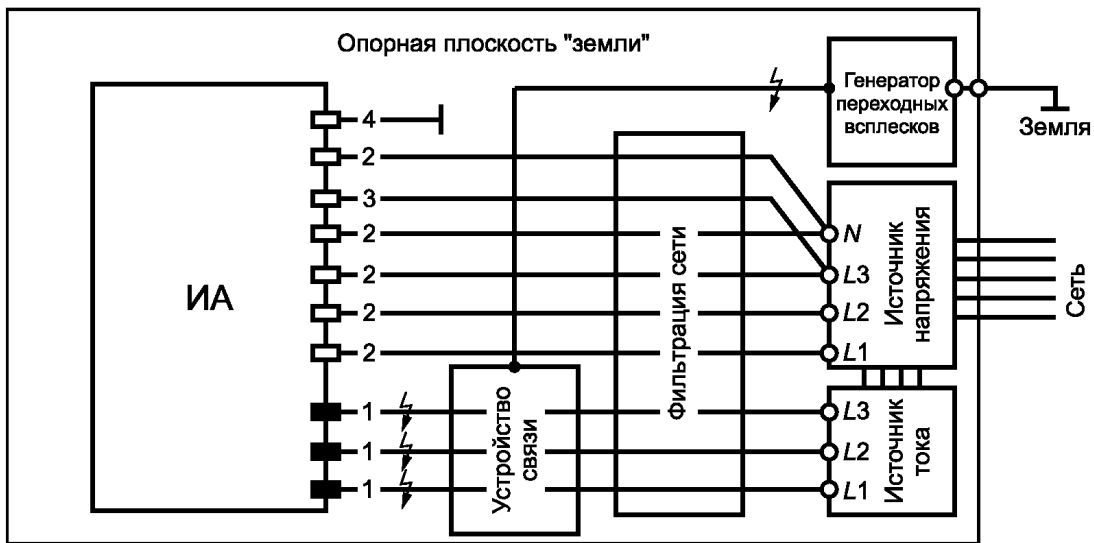 Опорная плоскость "земли"
ИА
4
2
3
2
2
2
2
1
1
1
Устройство
связи
Фильтрация сети
Генератор
переходных
всплесков
Земля
N
L3
L2
L1
Источник
напряжения
Сеть
L3
L2
L1
Источник
тока